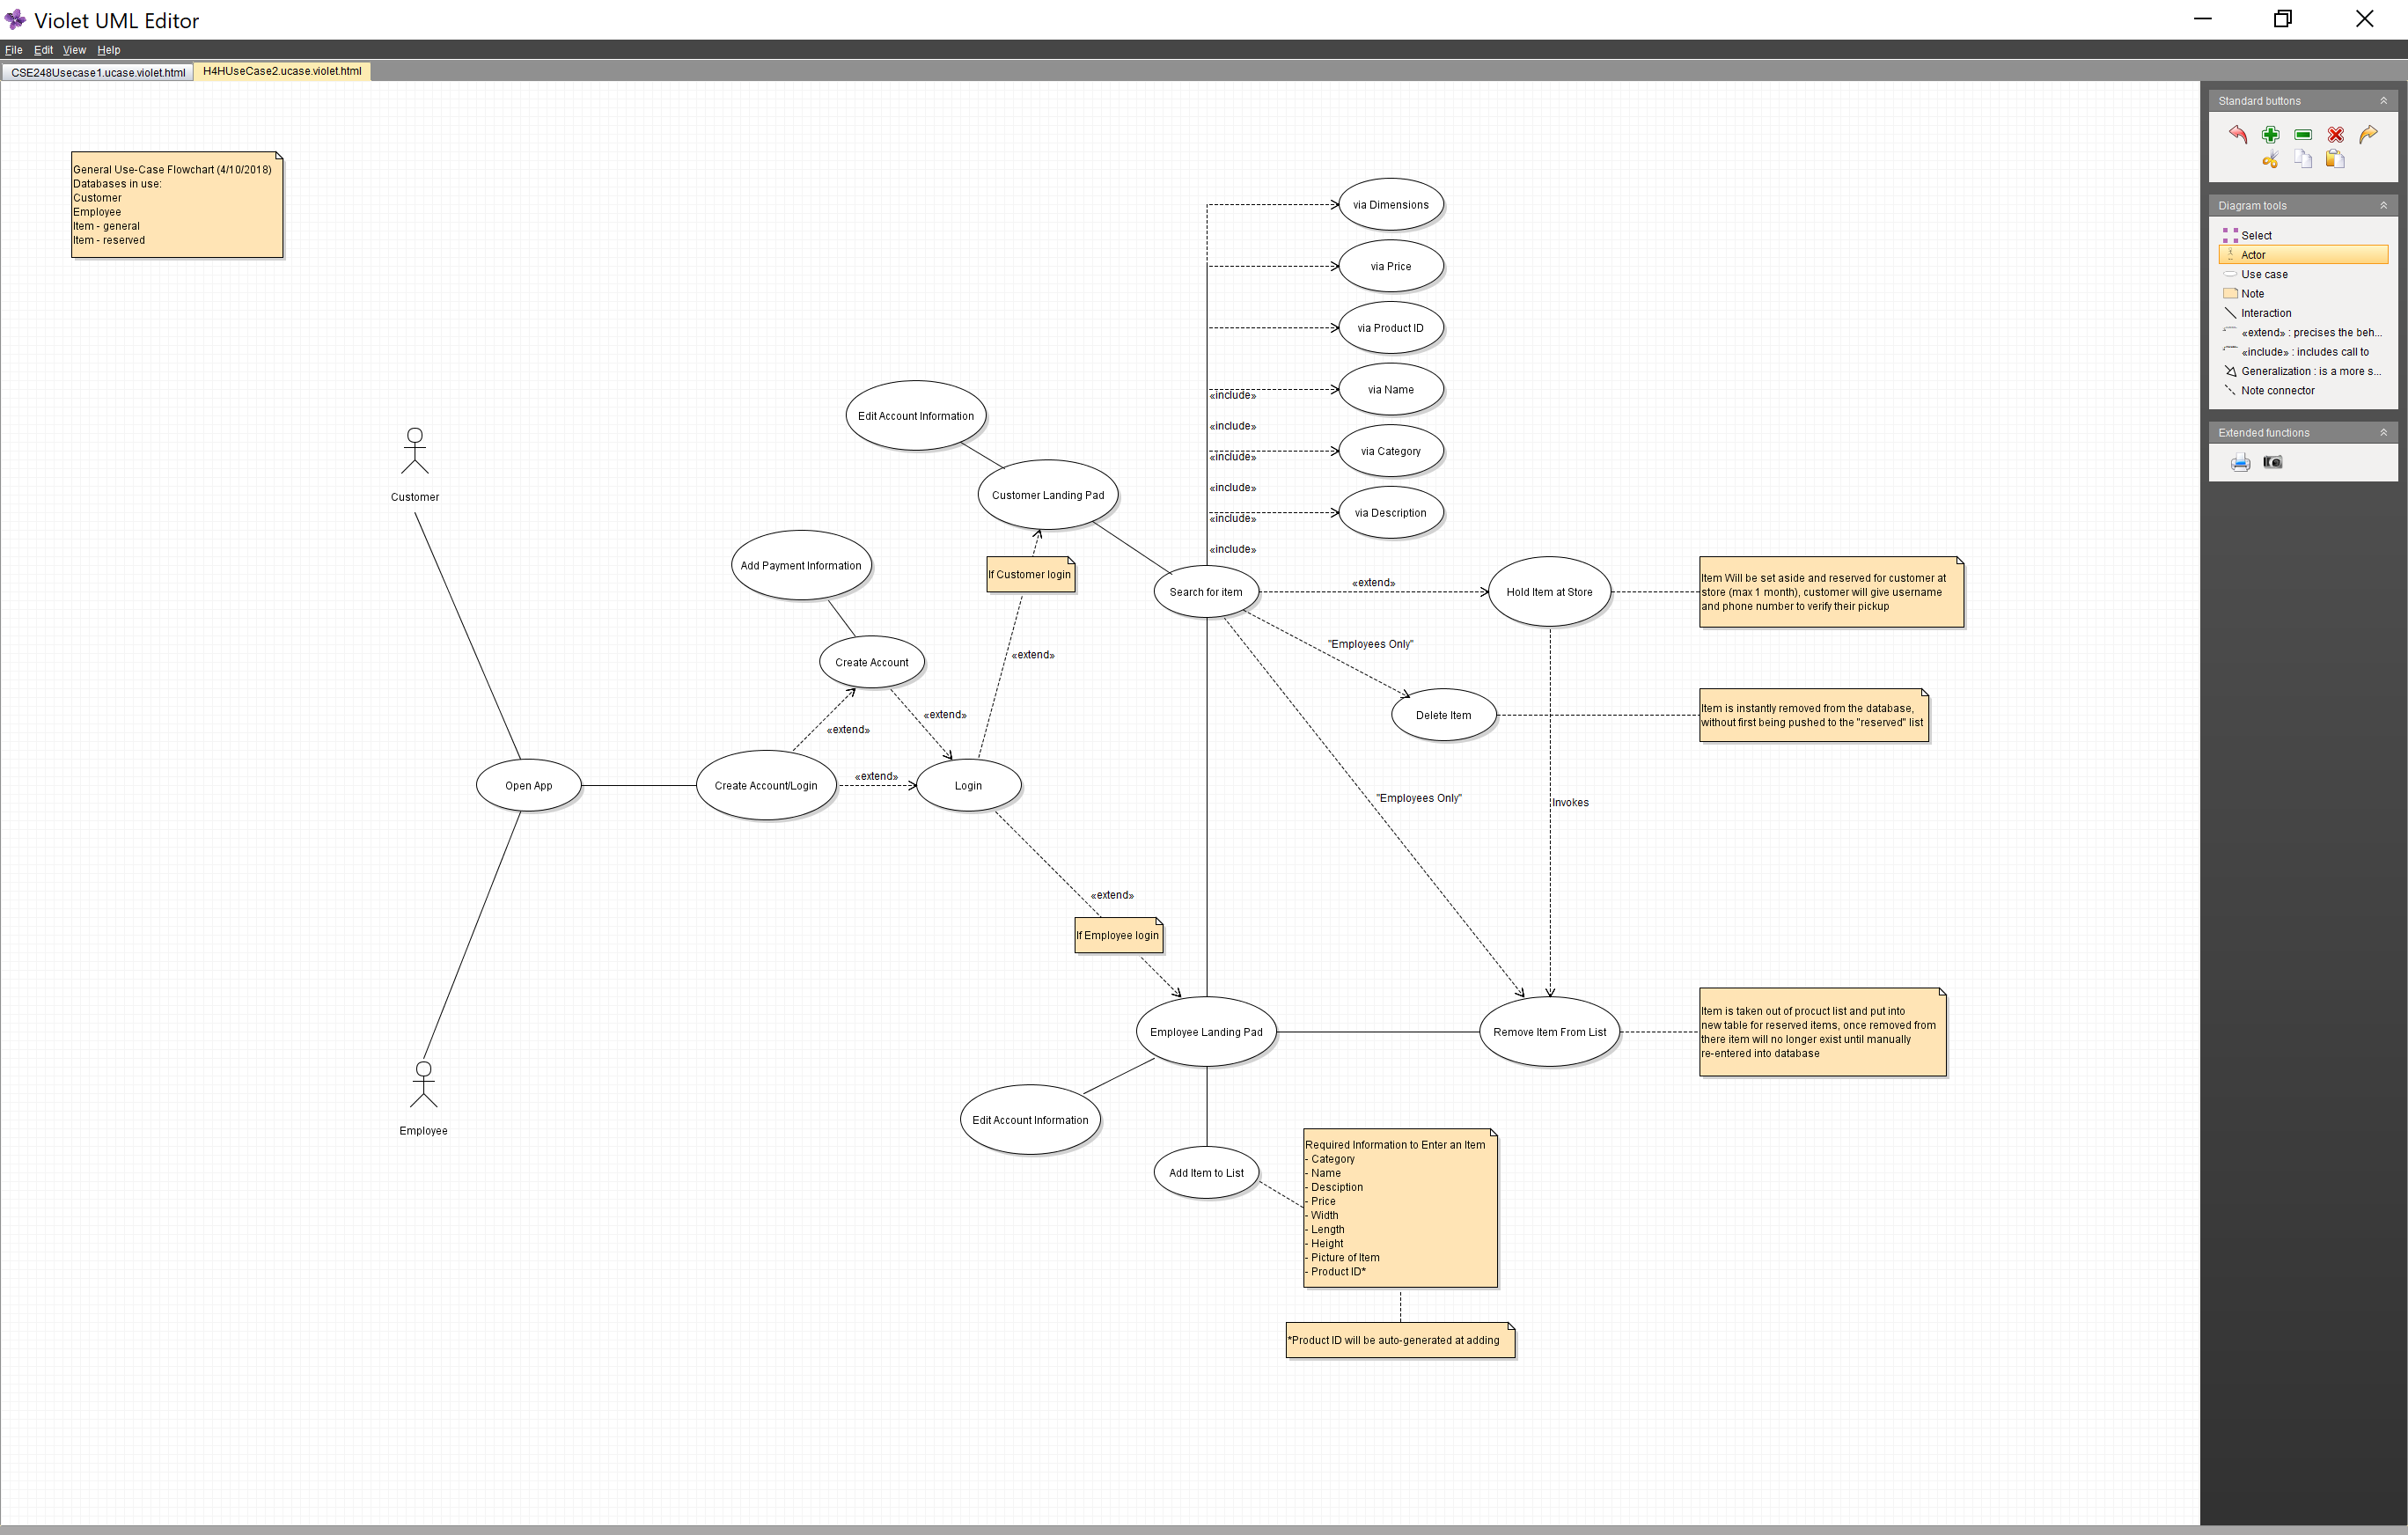 Violet UML Editor
File Edit View Help
CSE248Usecase1.ucase.violet.html H4HUseCase2.ucase.violet.html
General Use-Case Flowchart (4/10/2018)
Databases in use:
Customer
Employee
Item - general
Item - reserved
via Dimensions
via Price
via Product ID
via Name
«include»
«include»
via Category
«include»
«include»
via Description
«include»
«include»
Edit Account Information
Customer Landing Pad
Customer
Add Payment Information
If Customer login
Search for item
«extend»
Hold Item at Store
Item Will be set aside and reserved for customer at
store (max 1 month), customer will give username
and phone number to verify their pickup
Create Account
«extend»
"Employees Only"
Delete Item
Item is instantly removed from the database,
without first being pushed to the "reserved" list
«extend»
«extend»
Open App
Create Account/Login
«extend»
Login
"Employees Only"
Invokes
«extend»
If Employee login
Employee Landing Pad
Remove Item From List
Item is taken out of procuct list and put into
new table for reserved items, once removed from
there item will no longer exist until manually
re-entered into database
Employee
Edit Account Information
Add Item to List
Required Information to Enter an Item
- Category
- Name
- Desciption
- Price
- Width
- Length
- Height
- Picture of Item
- Product ID*
*Product ID will be auto-generated at adding
Standard buttons
Diagram tools
Select
Actor
Use case
Note
Interaction
«extend» : precises the beh...
«include» : includes call to
Generalization : is a more s...
Note connector
Extended functions